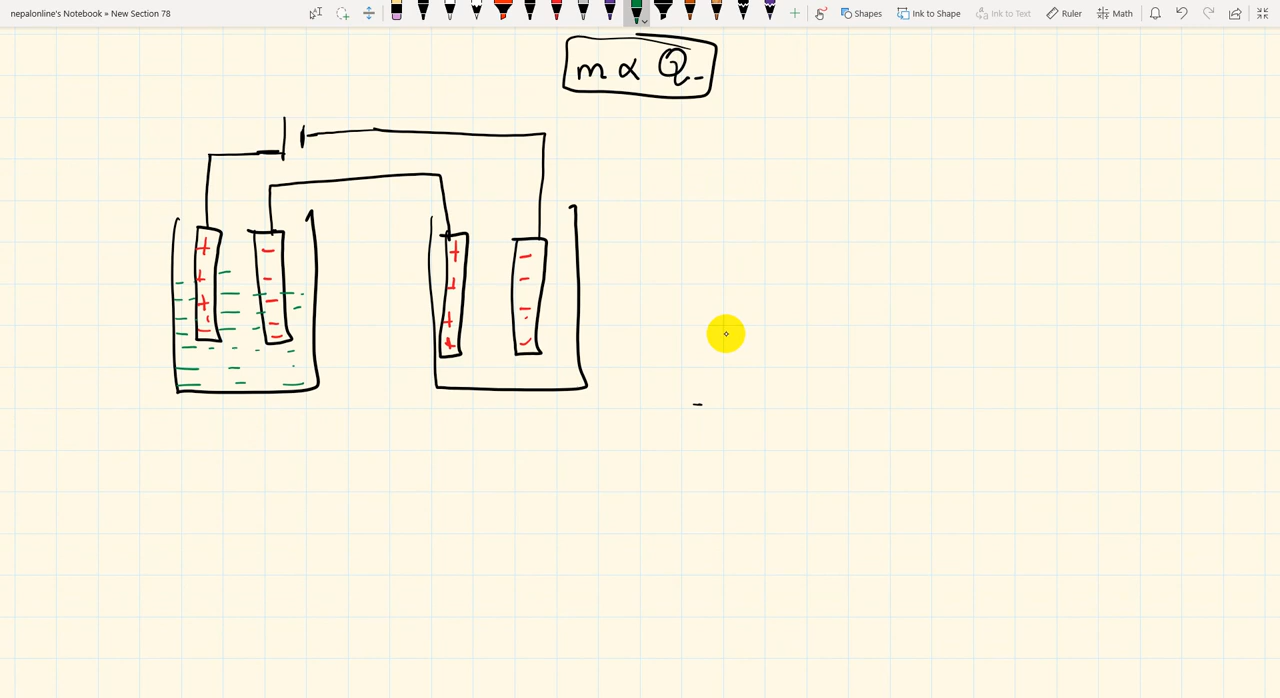 nepalonline's Notebook » New Section 78
Shapes
Ink to Shape
Ink to Text
Ruler
Math
m ∝ Q
+ -
+ -
+ -
-
- -
+ -
+ -
+ -
+ -